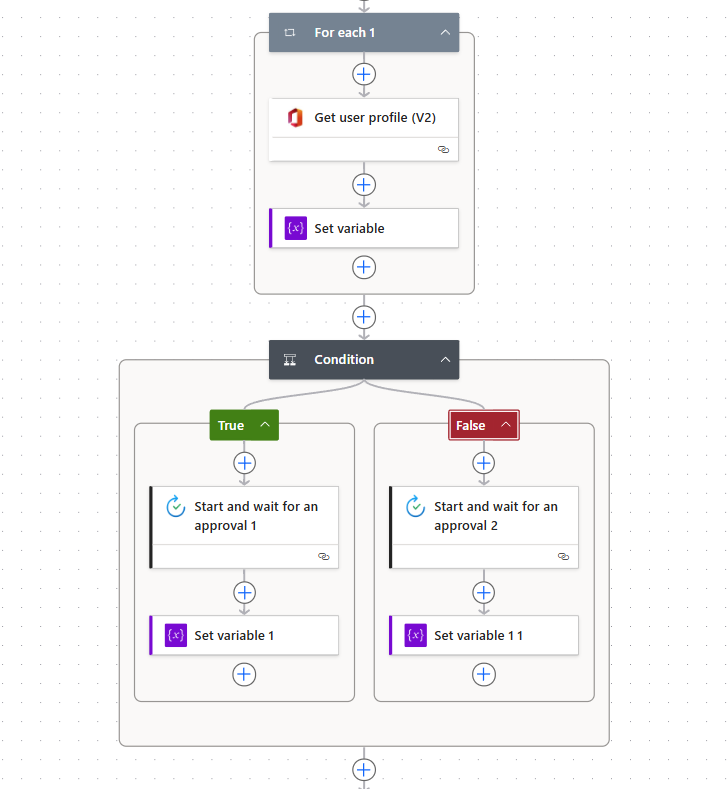 For each 1
Get user profile (V2)
{x} Set variable
Condition
True
False
Start and wait for an
approval 1
Start and wait for an
approval 2
{x} Set variable 1
{x} Set variable 1 1